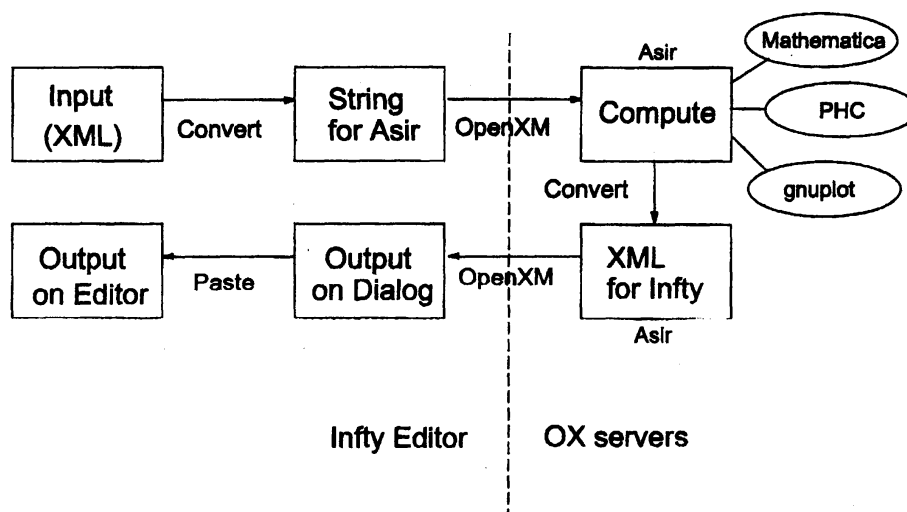 Input
(XML)
Convert
String
for Asir
OpenXM
Asir
Compute
Mathematica
PHC
gnuplot
Convert
Output
on Editor
Paste
Output
on Dialog
OpenXM
XML
for Infty
Asir
Infty Editor
OX servers